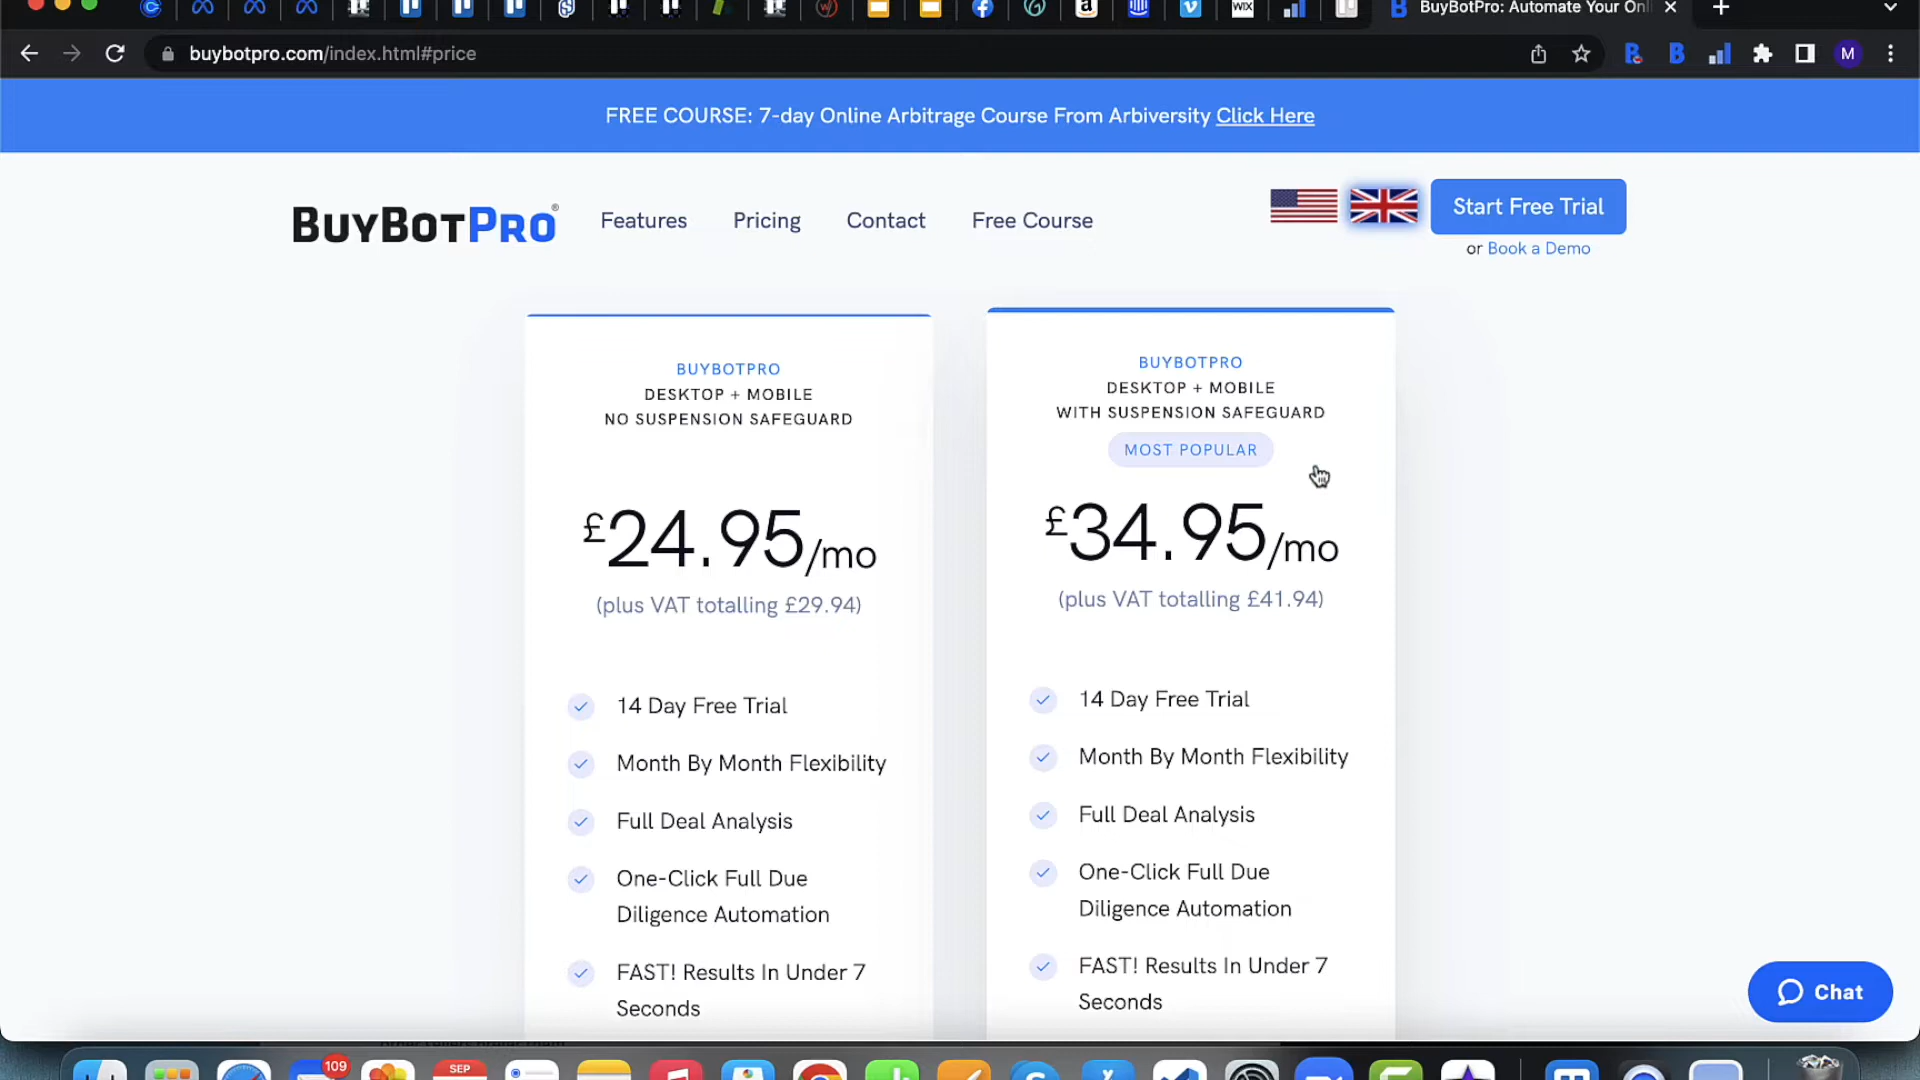 BuyBotPro: Automate Your Onl
buybotpro.com/index.html#price
M
FREE COURSE: 7-day Online Arbitrage Course From Arbiversity Click Here
BUYBOTPRO®
Features
Pricing
Contact
Free Course
Start Free Trial
or Book a Demo
BUYBOTPRO
DESKTOP + MOBILE
NO SUSPENSION SAFEGUARD
£24.95/mo
(plus VAT totalling £29.94)
14 Day Free Trial
Month By Month Flexibility
Full Deal Analysis
One-Click Full Due
Diligence Automation
FAST! Results In Under 7
Seconds
BUYBOTPRO
DESKTOP + MOBILE
WITH SUSPENSION SAFEGUARD
MOST POPULAR
£34.95/mo
(plus VAT totalling £41.94)
14 Day Free Trial
Month By Month Flexibility
Full Deal Analysis
One-Click Full Due
Diligence Automation
FAST! Results In Under 7
Seconds
Chat
109
SEP